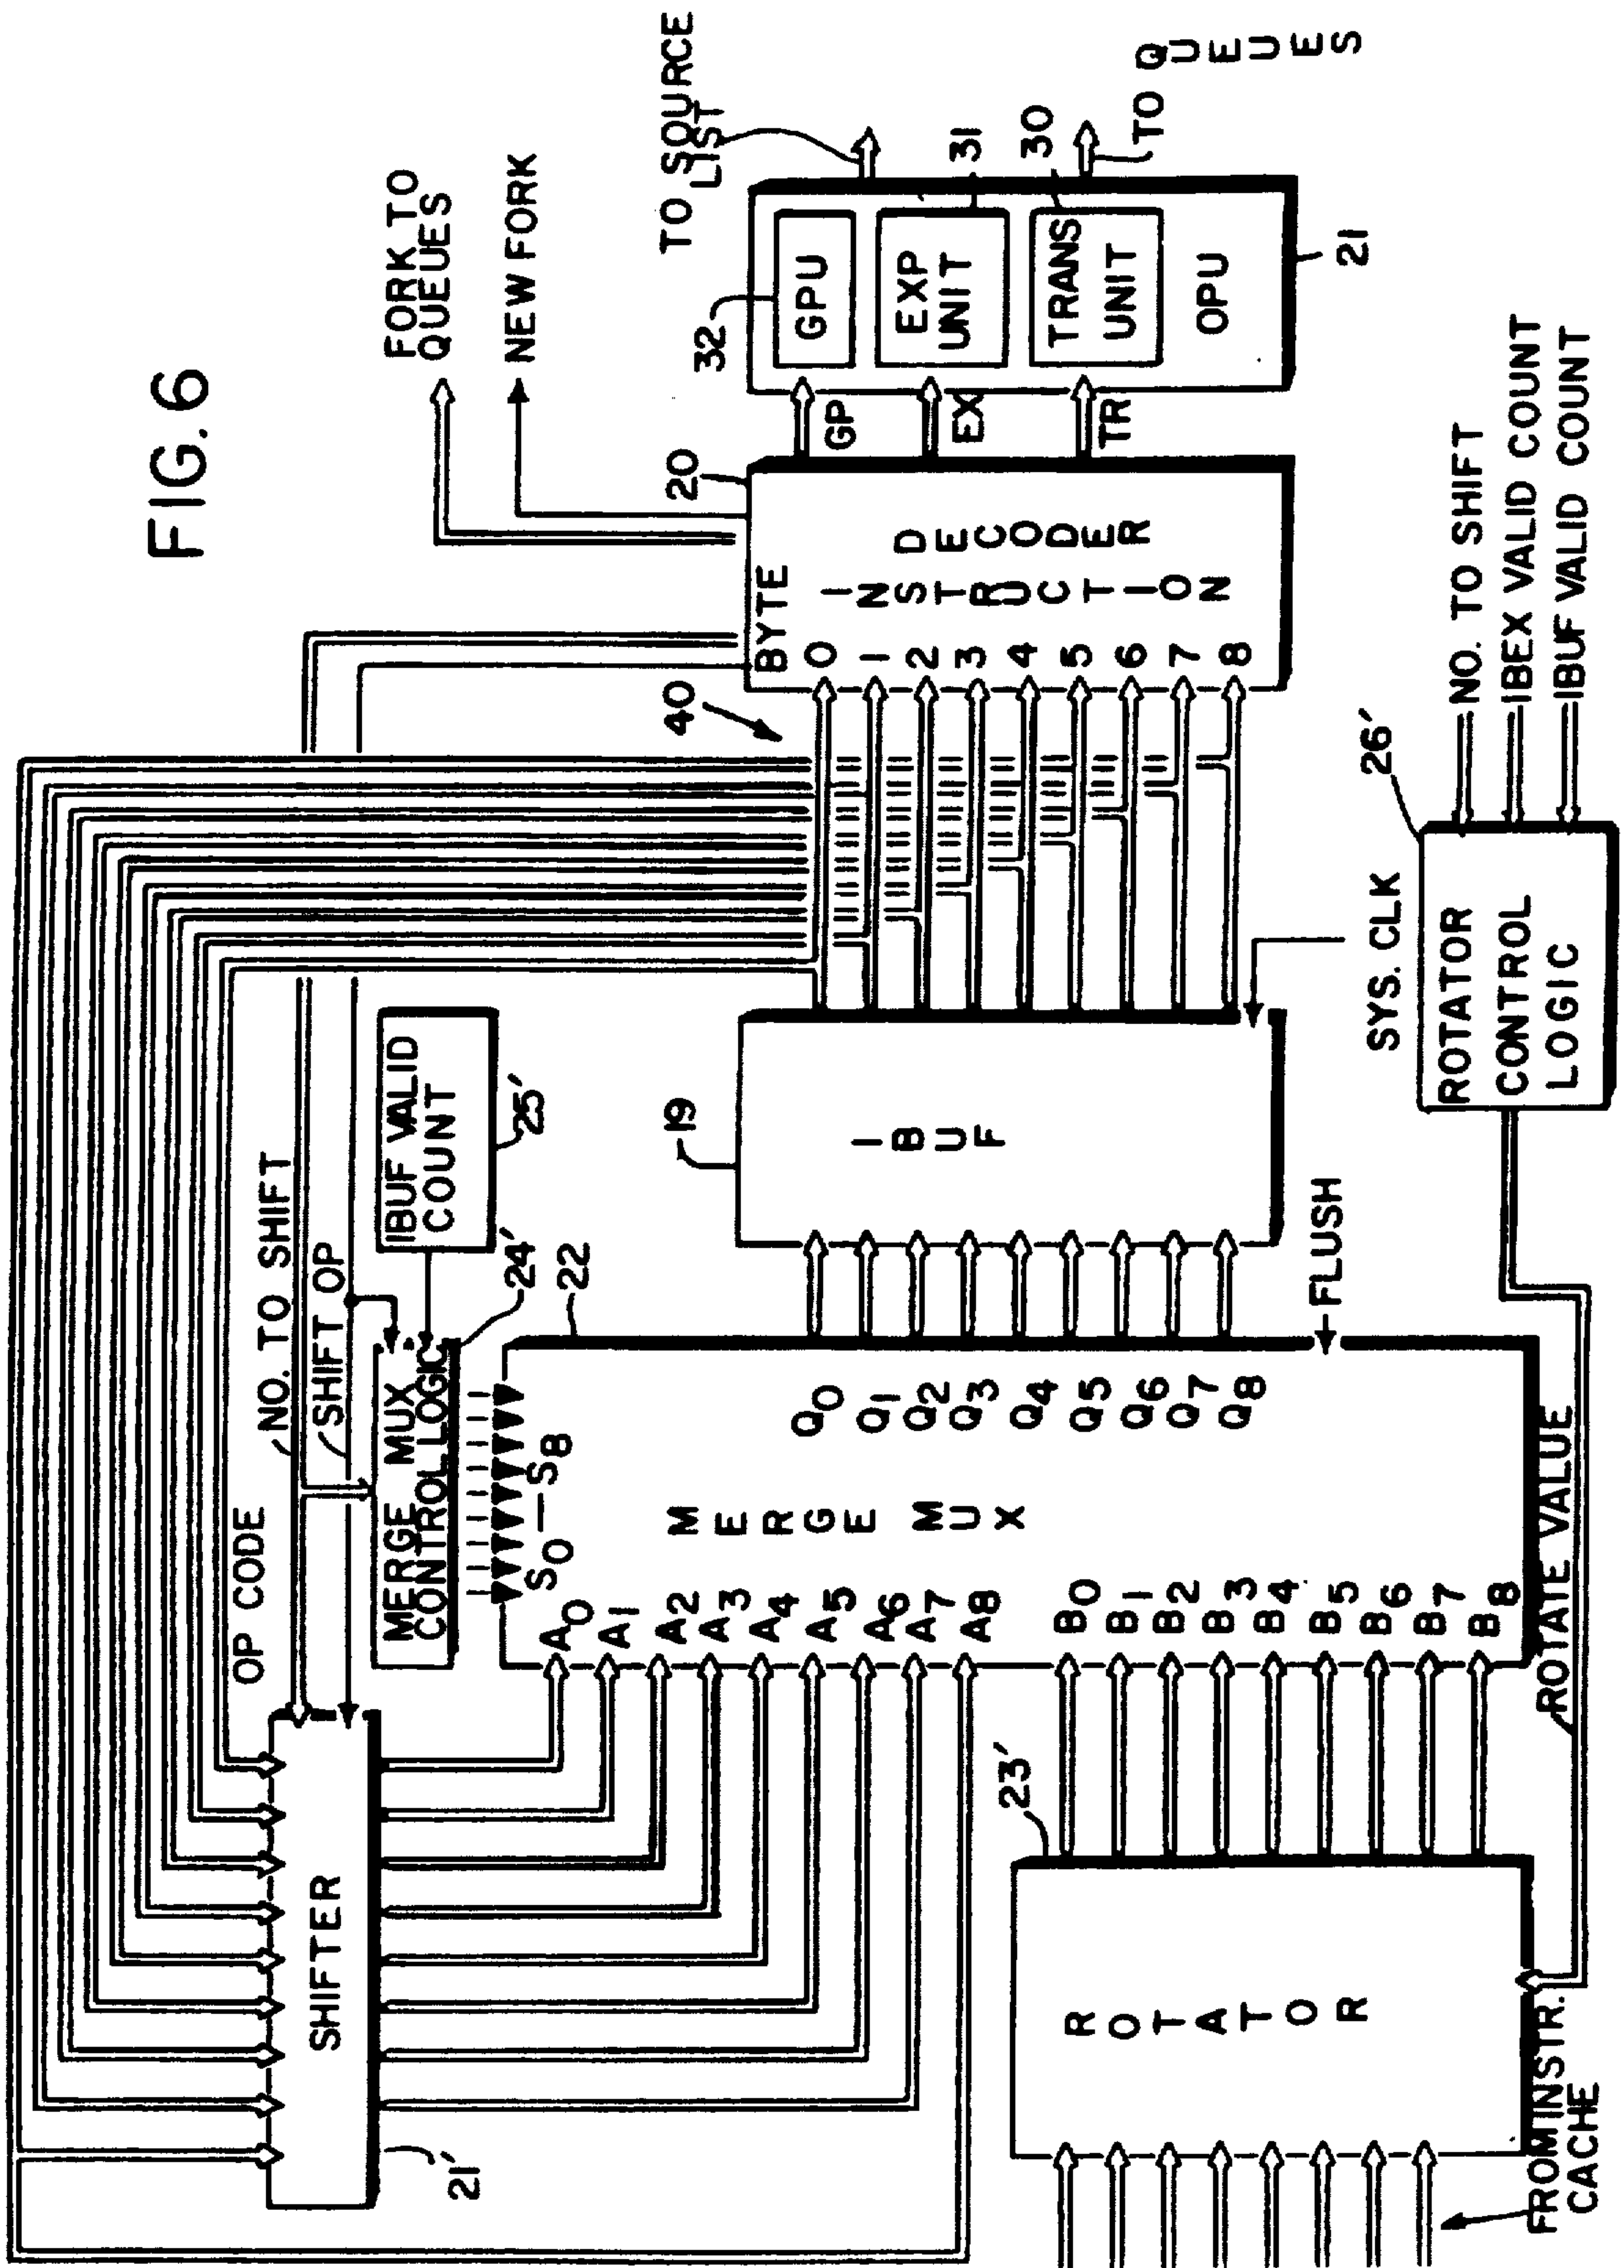 FIG. 6
FORK TO
QUEUES
NEW FORK
TO SOURCE
LIST
TO QUEUES
32
GPU
31
EXP
UNIT
30
TRANS
UNIT
OPU
21
GP
EX
TR
20
BYTE
INSTRUCTION
DECODER
0
1
2
3
4
5
6
7
8
40
OP CODE
NO. TO SHIFT
SHIFT OP
IBUF VALID
COUNT
25'
MERGE MUX
CONTROL LOGIC
24'
22
S0 — S8
MERGE MUX
A0
A1
A2
A3
A4
A5
A6
A7
A8
B0
B1
B2
B3
B4
B5
B6
B7
B8
Q0
Q1
Q2
Q3
Q4
Q5
Q6
Q7
Q8
FLUSH
19
IBUF
SYS. CLK
26'
ROTATOR
CONTROL
LOGIC
NO. TO SHIFT
IBEX VALID COUNT
IBUF VALID COUNT
SHIFTER
21'
23'
ROTATOR
ROTATE VALUE
FROM INSTR.
CACHE